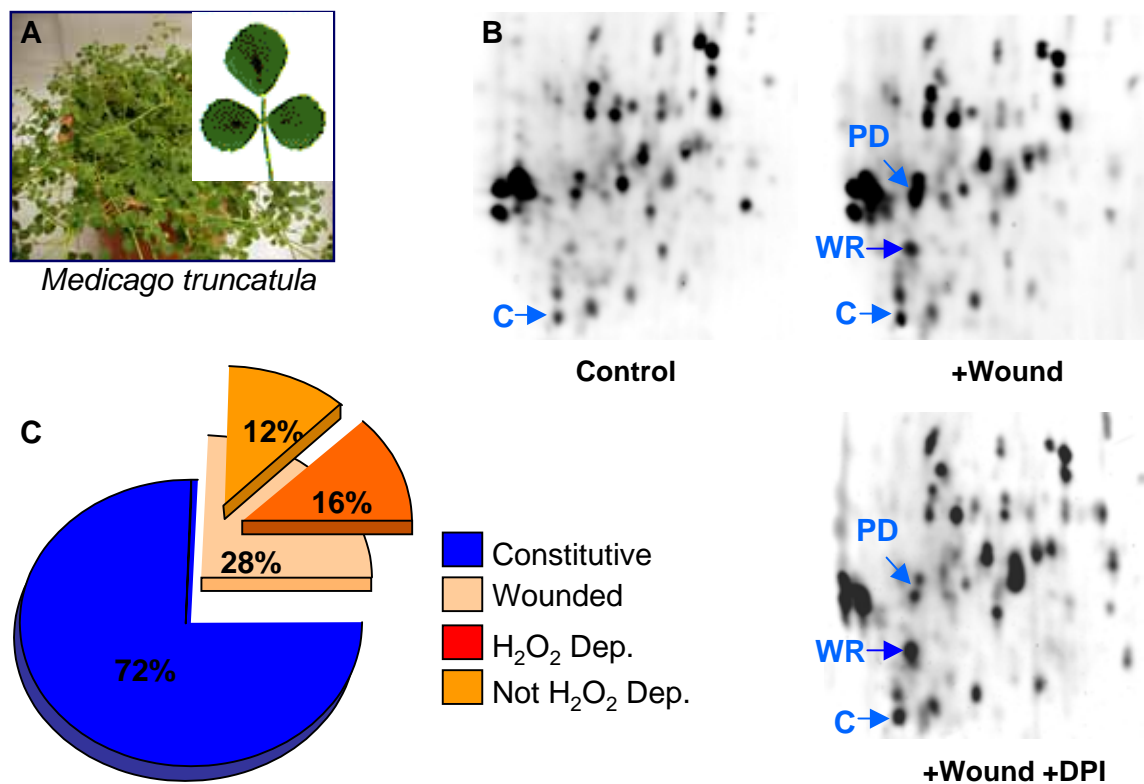 A
Medicago truncatula
B
C
Control
PD
WR
C
+Wound
PD
WR
C
+Wound +DPI
C
12%
16%
28%
72%
Constitutive
Wounded
H₂O₂ Dep.
Not H₂O₂ Dep.